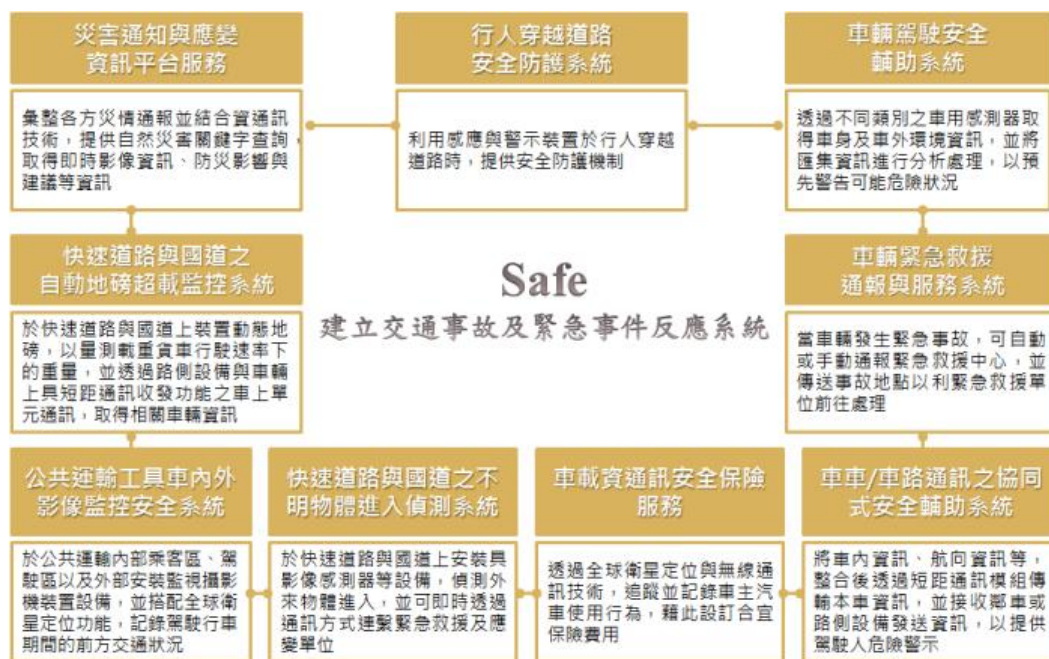 災害通知與應變
資訊平台服務
彙整各方災情通報並結合資通訊
技術，提供自然災害關鍵字查詢，
取得即時影像資訊、防災影響與
建議等資訊
行人穿越道路
安全防護系統
利用感應與警示裝置於行人穿越
道路時，提供安全防護機制
車輛駕駛安全
輔助系統
透過不同類別之車用感測器取
得車身及車外環境資訊，並將
匯集資訊進行分析處理，以預
先警告可能危險狀況
快速道路與國道之
自動地磅超載監控系統
於快速道路與國道上裝置動態地
磅，以量測載重貨車行駛速率下
的重量，並透過路側設備與車輛
上具短距通訊收發功能之車上單
元通訊，取得相關車輛資訊
Safe
建立交通事故及緊急事件反應系統
車輛緊急救援
通報與服務系統
當車輛發生緊急事故，可自動
或手動通報緊急救援中心，並
傳送事故地點以利緊急救援單
位前往處理
公共運輸工具車內外
影像監控安全系統
於公共運輸內部乘客區、駕
駛區以及外部安裝監視攝影
機裝置設備，並搭配全球衛
星定位功能，記錄駕駛行車
期間的前方交通狀況
快速道路與國道之不
明物體進入偵測系統
於快速道路與國道上安裝具
影像感測器等設備，偵測外
來物體進入，並可即時透過
通訊方式連繫緊急救援及應
變單位
車載資通訊安全保險
服務
透過全球衛星定位與無線通
訊技術，追蹤並記錄車主汽
車使用行為，藉此設訂合宜
保險費用
車車/車路通訊之協同
式安全輔助系統
將車內資訊、航向資訊等，
整合後透過短距通訊模組傳
輸本車資訊，並接收鄰車或
路側設備發送資訊，以提供
駕駛人危險警示